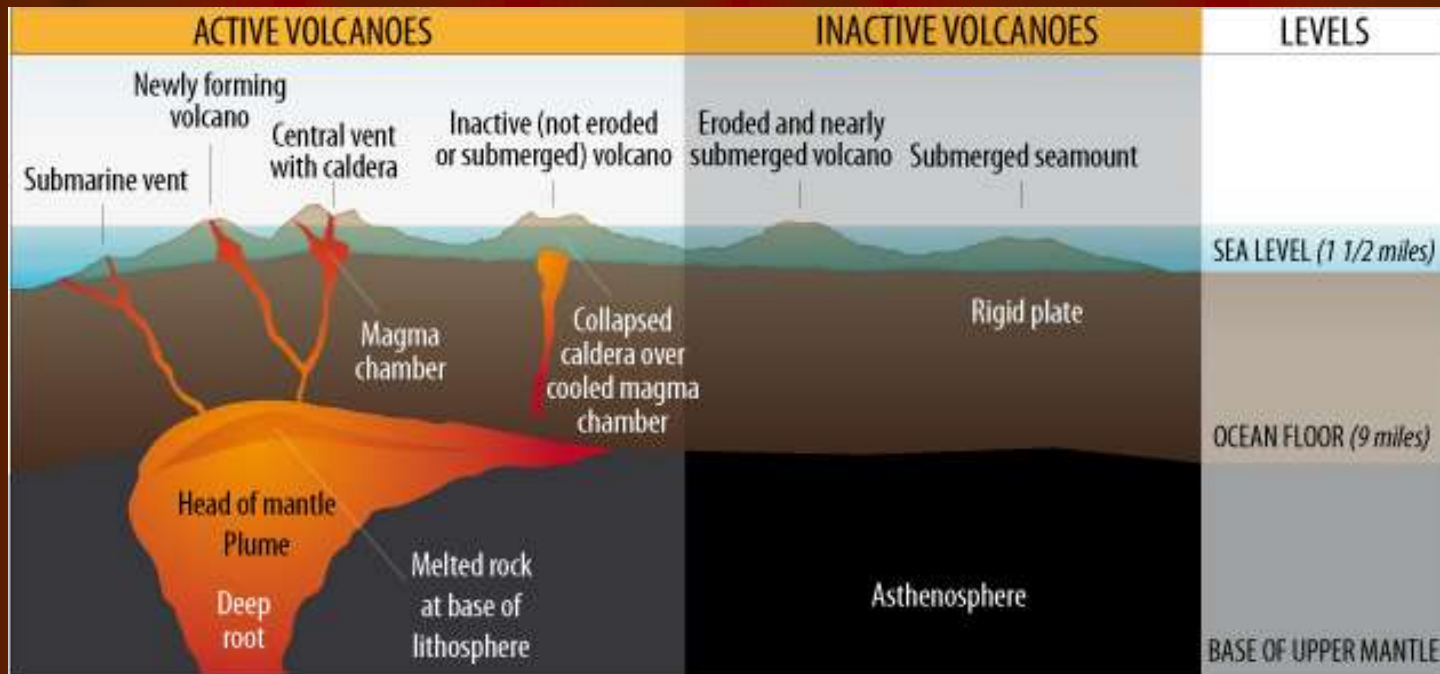 ACTIVE VOLCANOES
INACTIVE VOLCANOES
LEVELS
Newly forming
volcano
Central vent
with caldera
Submarine vent
Inactive (not eroded
or submerged) volcano
Eroded and nearly
submerged volcano
Submerged seamount
SEA LEVEL (1 1/2 miles)
Magma
chamber
Collapsed
caldera over
cooled magma
chamber
Rigid plate
OCEAN FLOOR (9 miles)
Head of mantle
Plume
Deep
root
Melted rock
at base of
lithosphere
Asthenosphere
BASE OF UPPER MANTLE